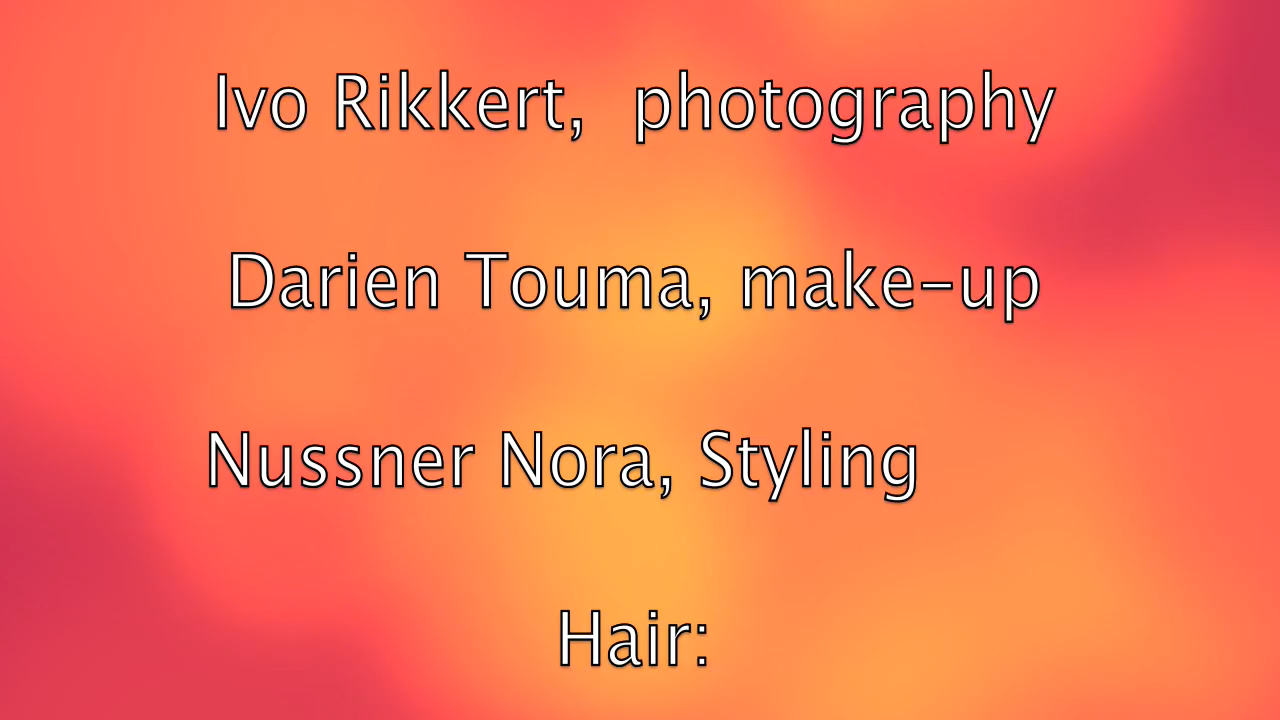 Ivo Rikkert,  photography
Darien Touma, make-up
Nussner Nora, Styling
Hair: